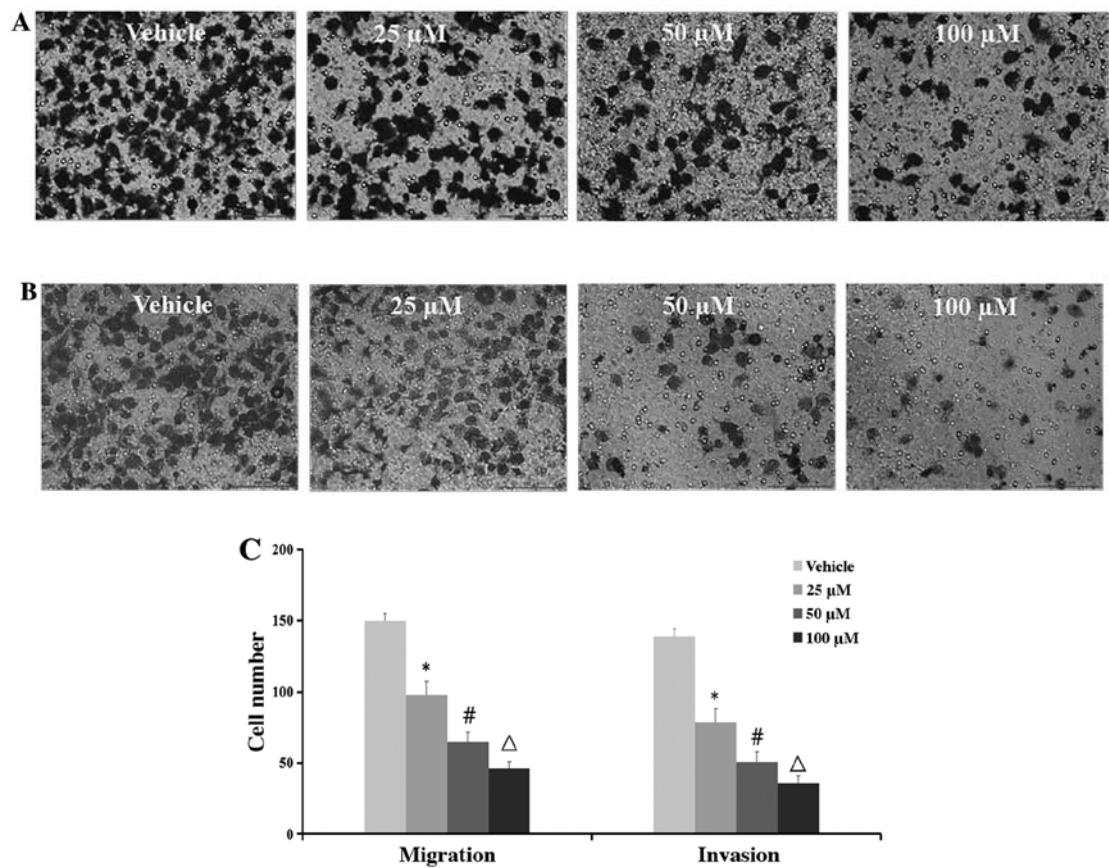 A
Vehicle
25 µM
50 µM
100 µM
B
Vehicle
25 µM
50 µM
100 µM
C
200
150
100
50
0
Cell number
Vehicle
25 µM
50 µM
100 µM
*
#
△
*
#
△
Migration
Invasion